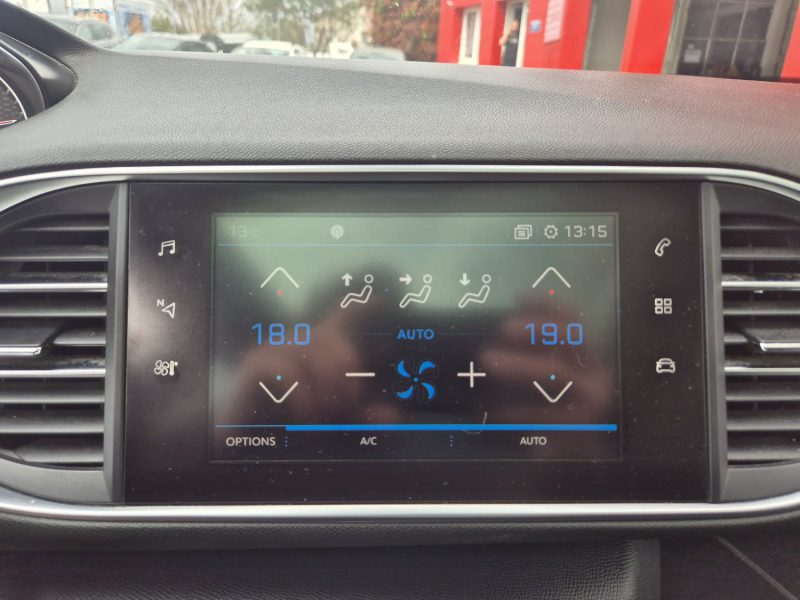 13°C 13:15
N
18.0 AUTO 19.0
OPTIONS A/C AUTO